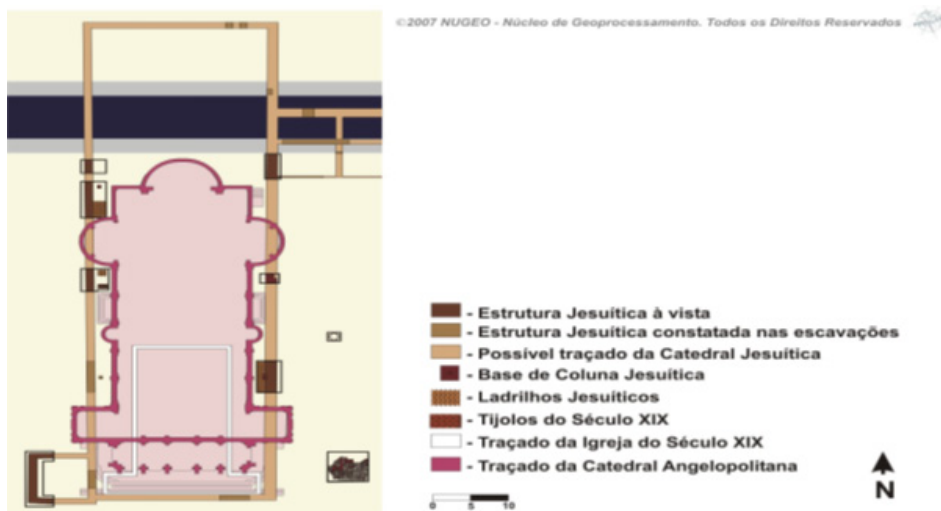 ©2007 NUGEO - Núcleo de Geoprocessamento. Todos os Direitos Reservados
- Estrutura Jesuítica à vista
- Estrutura Jesuítica constatada nas escavações
- Possível traçado da Catedral Jesuítica
- Base de Coluna Jesuítica
- Ladrilhos Jesuíticos
- Tijolos do Século XIX
- Traçado da Igreja do Século XIX
- Traçado da Catedral Angelopolitana
0 5 10
N